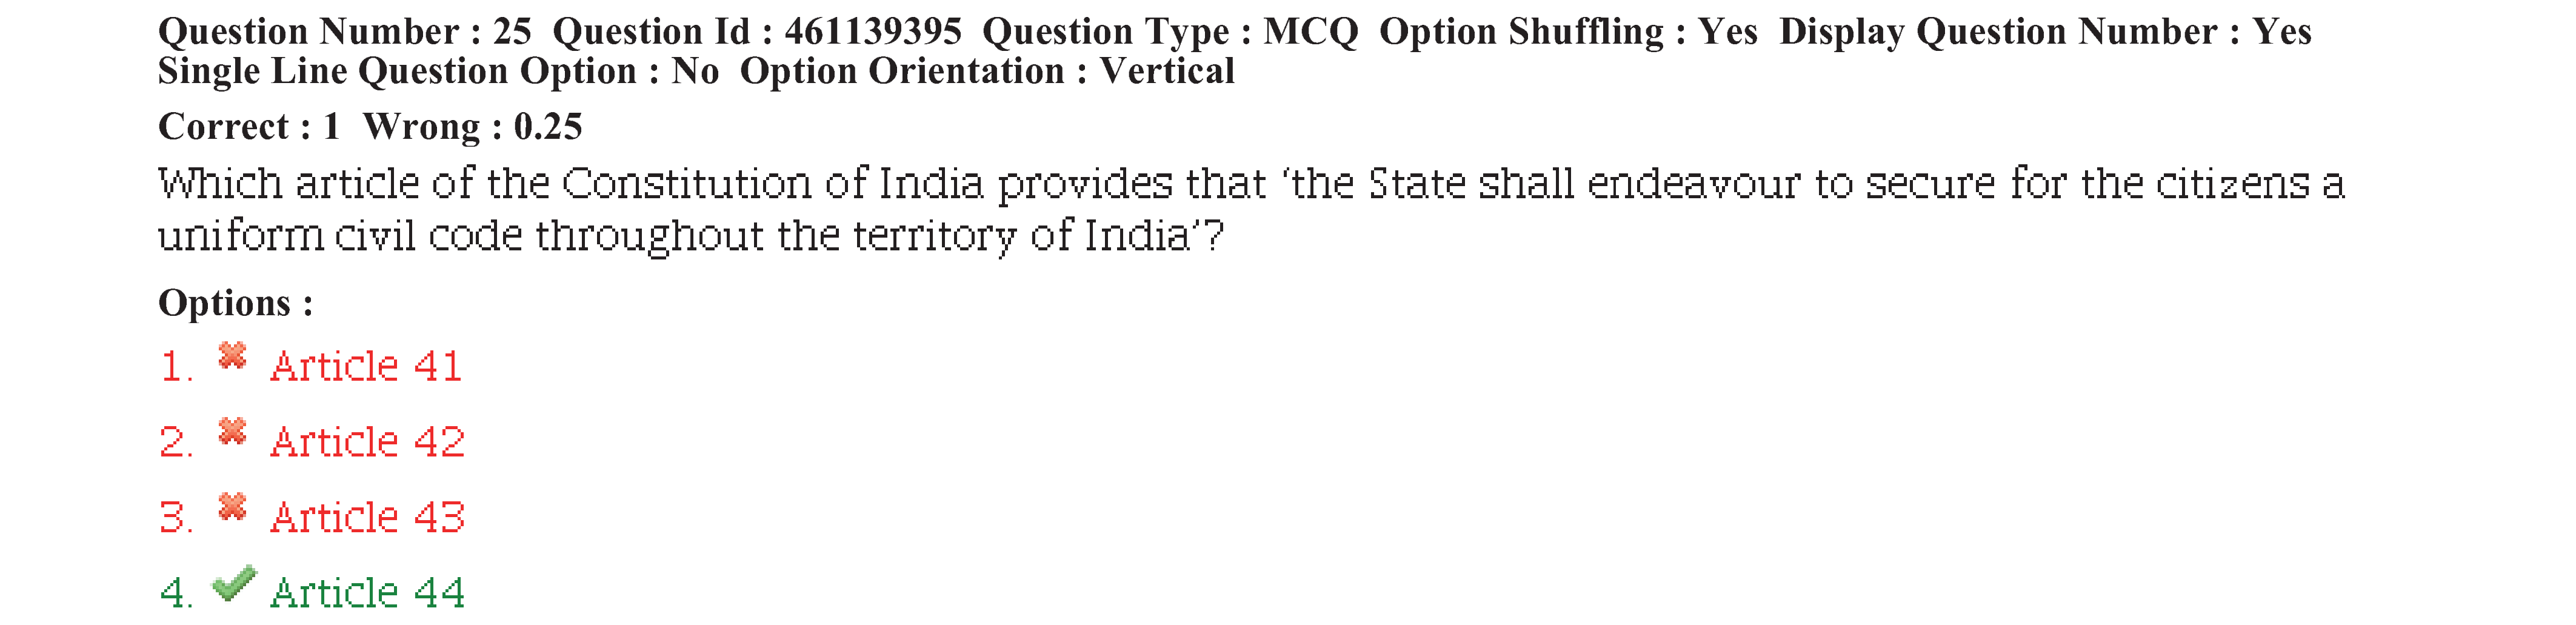 Question Number : 25 Question Id : 461139395 Question Type : MCQ Option Shuffling : Yes Display Question Number : Yes
Single Line Question Option : No Option Orientation : Vertical
Correct : 1 Wrong : 0.25
Which article of the Constitution of India provides that ‘the State shall endeavour to secure for the citizens a
uniform civil code throughout the territory of India’?
Options :
1. Article 41
2. Article 42
3. Article 43
4. Article 44